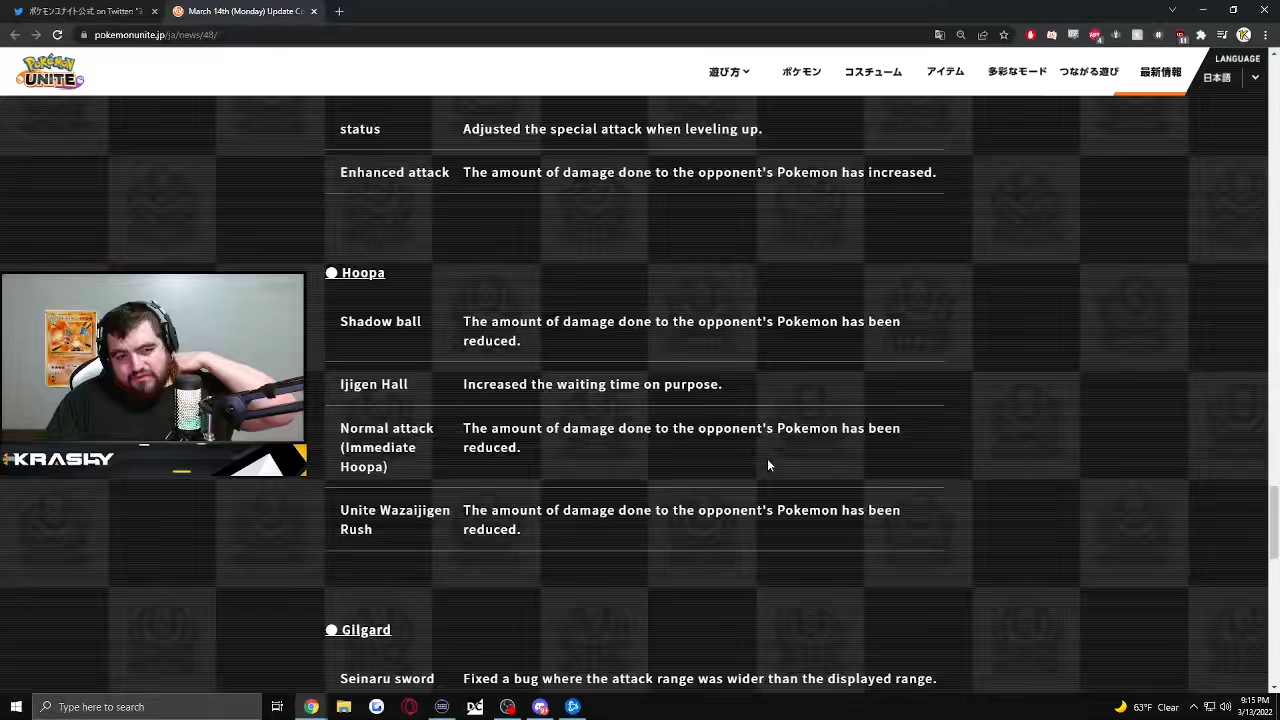 ポケモンユナイト公式 on Twitter: "3
March 14th (Monday) Update Co
pokemonunite.jp/ja/news/48/
POKÉMON UNITE
遊び方
ポケモン
コスチューム
アイテム
多彩なモード
つながる遊び
最新情報
LANGUAGE
日本語
status
Adjusted the special attack when leveling up.
Enhanced attack
The amount of damage done to the opponent's Pokemon has increased.
Hoopa
Shadow ball
The amount of damage done to the opponent's Pokemon has been
reduced.
Ijigen Hall
Increased the waiting time on purpose.
Normal attack
(Immediate
Hoopa)
The amount of damage done to the opponent's Pokemon has been
reduced.
Unite Wazaijigen
Rush
The amount of damage done to the opponent's Pokemon has been
reduced.
Gilgard
Seinaru sword
Fixed a bug where the attack range was wider than the displayed range.
KRASHY
Type here to search
63°F Clear
9:15 PM
3/13/2022